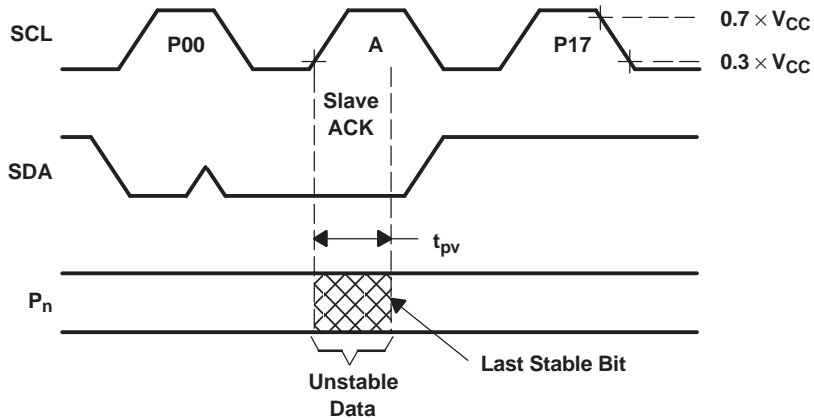 SCL
P00
A
P17
0.7 × VCC
0.3 × VCC
Slave
ACK
SDA
tpv
Pn
Last Stable Bit
Unstable
Data